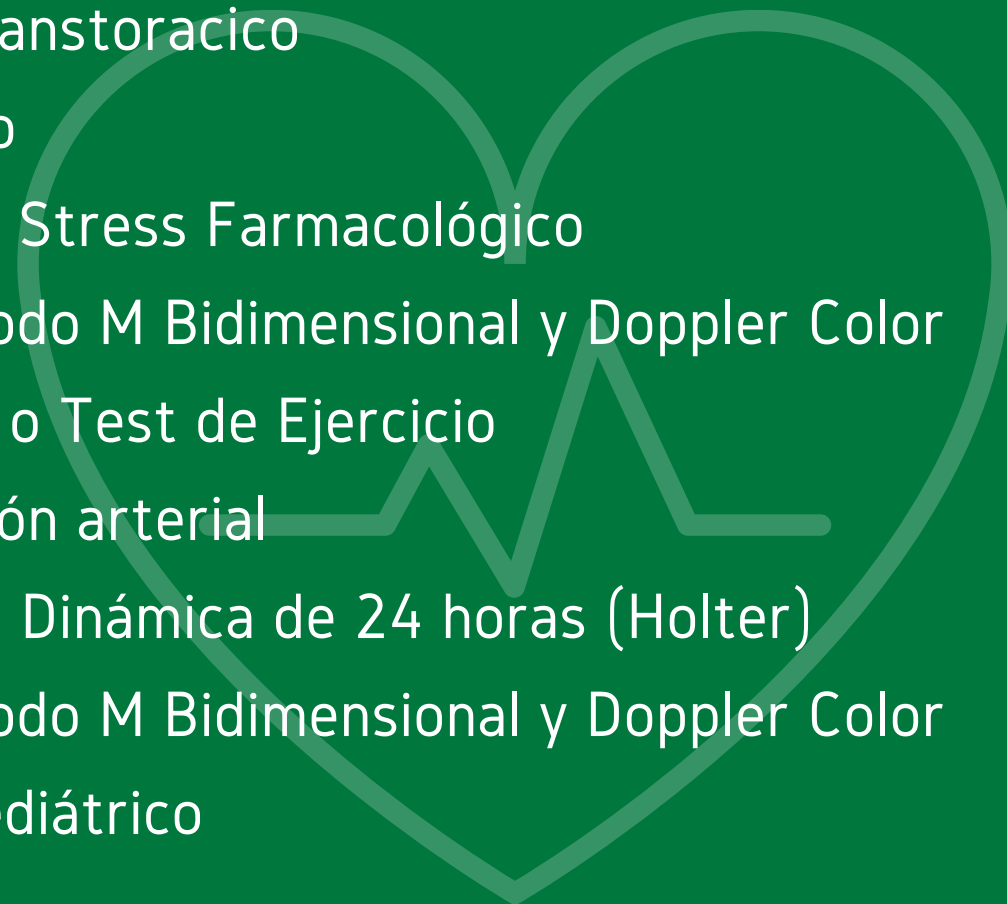 anstoracico
o
Stress Farmacológico
odo M Bidimensional y Doppler Color
o Test de Ejercicio
ón arterial
Dinámica de 24 horas (Holter)
odo M Bidimensional y Doppler Color
ediátrico